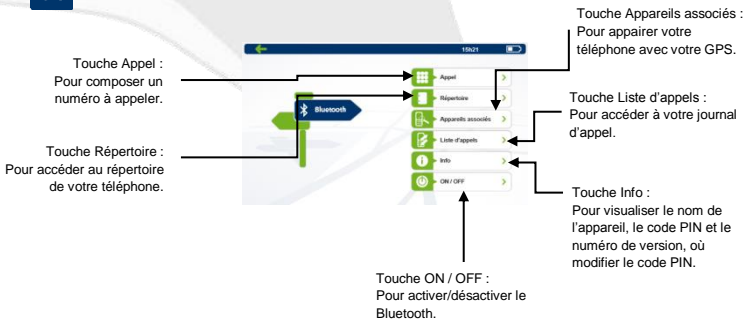 Touche Appel :
Pour composer un
numéro à appeler.
Touche Répertoire :
Pour accéder au répertoire
de votre téléphone.
15h21
Bluetooth
Appel
Répertoire
Appareils associés
Liste d'appels
Info
ON / OFF
Touche Appareils associés :
Pour appairer votre
téléphone avec votre GPS.
Touche Liste d'appels :
Pour accéder à votre journal
d'appel.
Touche Info :
Pour visualiser le nom de
l'appareil, le code PIN et le
numéro de version, où
modifier le code PIN.
Touche ON / OFF :
Pour activer/désactiver le
Bluetooth.